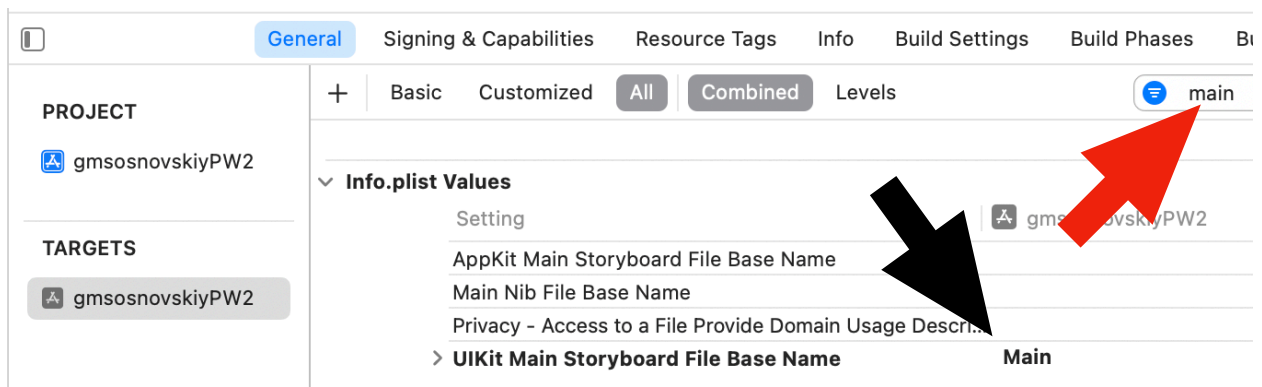 General Signing & Capabilities Resource Tags Info Build Settings Build Phases
+ Basic Customized All Combined Levels main
PROJECT
gmsosnovskiyPW2
TARGETS
gmsosnovskiyPW2
Info.plist Values
Setting
AppKit Main Storyboard File Base Name
Main Nib File Base Name
Privacy - Access to a File Provide Domain Usage Descri...
UIKit Main Storyboard File Base Name Main